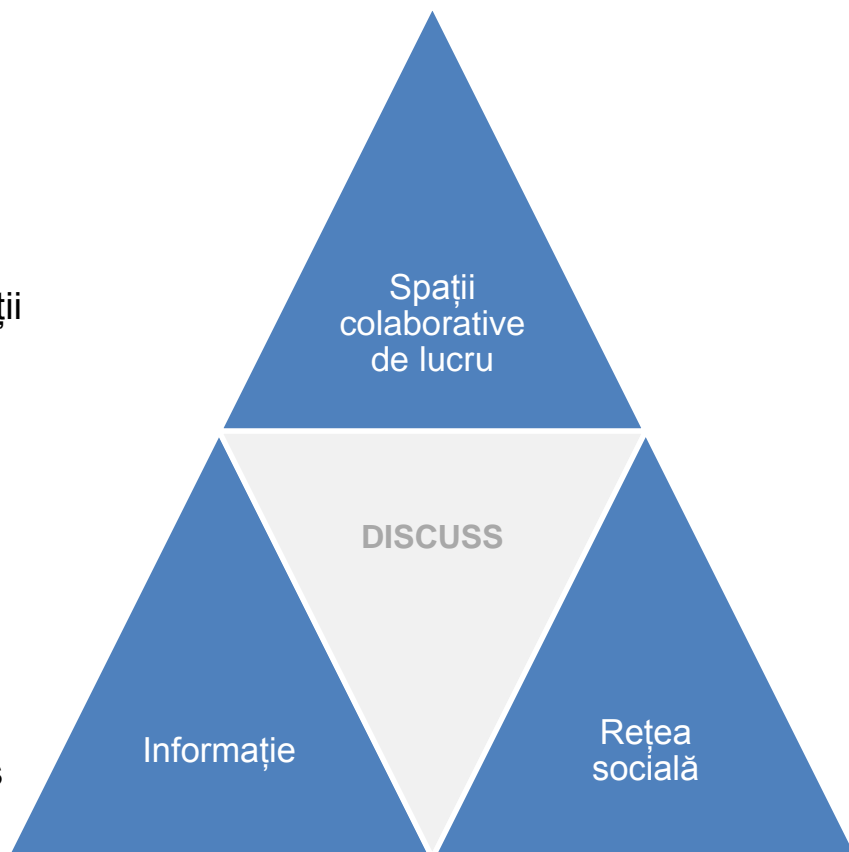 Spații
colaborative
de lucru
DISCUSS
Informație
Rețea
socială